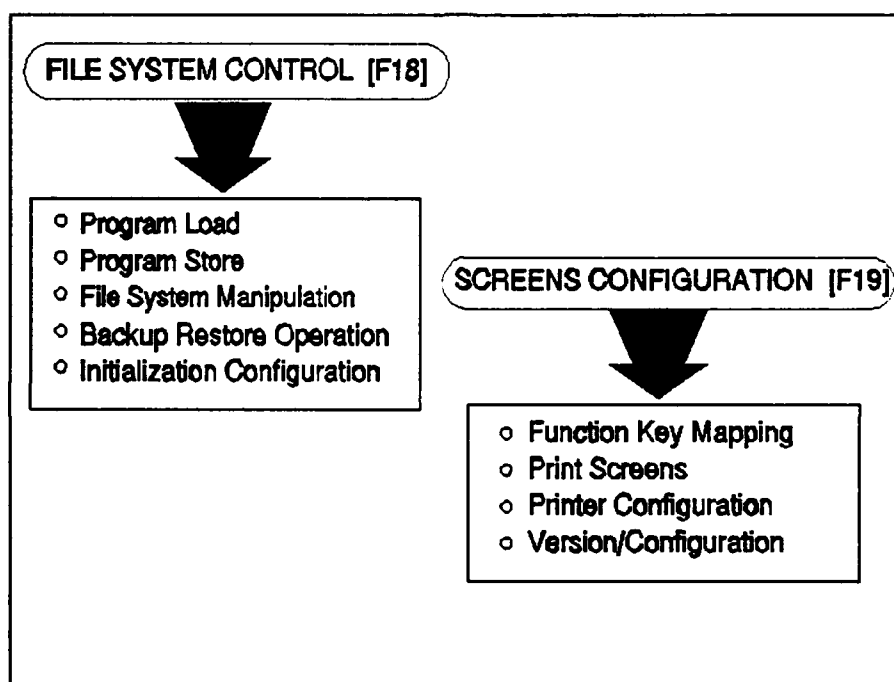 FILE SYSTEM CONTROL [F18]
○ Program Load
○ Program Store
○ File System Manipulation
○ Backup Restore Operation
○ Initialization Configuration
SCREENS CONFIGURATION [F19]
○ Function Key Mapping
○ Print Screens
○ Printer Configuration
○ Version/Configuration